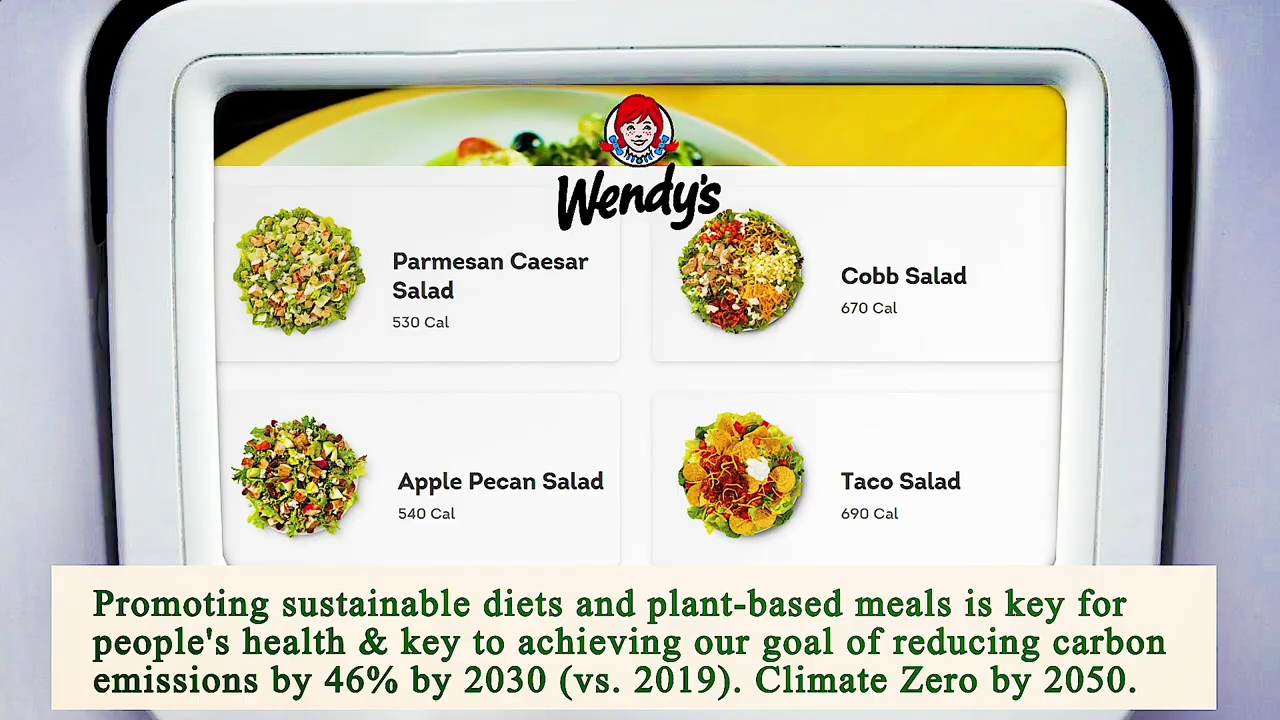 Wendy's
Parmesan Caesar
Salad
530 Cal
Cobb Salad
670 Cal
Apple Pecan Salad
540 Cal
Taco Salad
690 Cal
Promoting sustainable diets and plant-based meals is key for
people's health & key to achieving our goal of reducing carbon
emissions by 46% by 2030 (vs. 2019). Climate Zero by 2050.